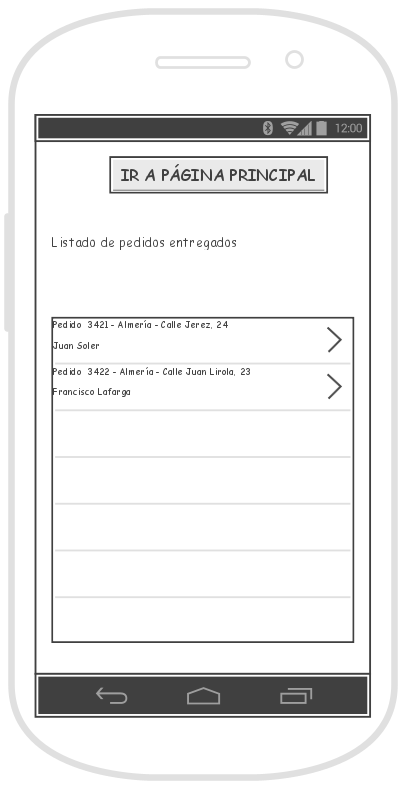 12:00
IR A PÁGINA PRINCIPAL
Listado de pedidos entregados
Pedido 3421 - Almería - Calle Jerez, 24
Juan Soler
Pedido 3422 - Almería - Calle Juan Lirola, 23
Francisco Lafarga